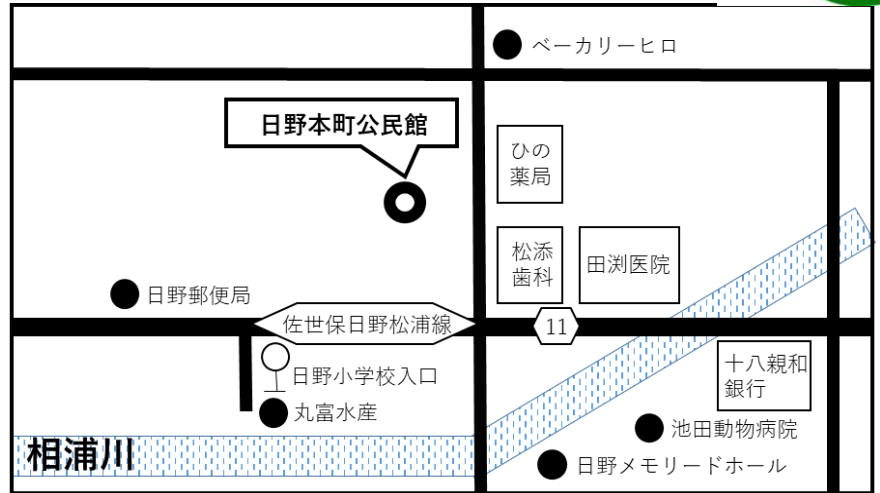 ベーカリーヒロ
日野本町公民館
ひの
薬局
松添
歯科
田渕医院
日野郵便局
佐世保日野松浦線
11
日野小学校入口
丸富水産
十八親和
銀行
池田動物病院
相浦川
日野メモリードホール